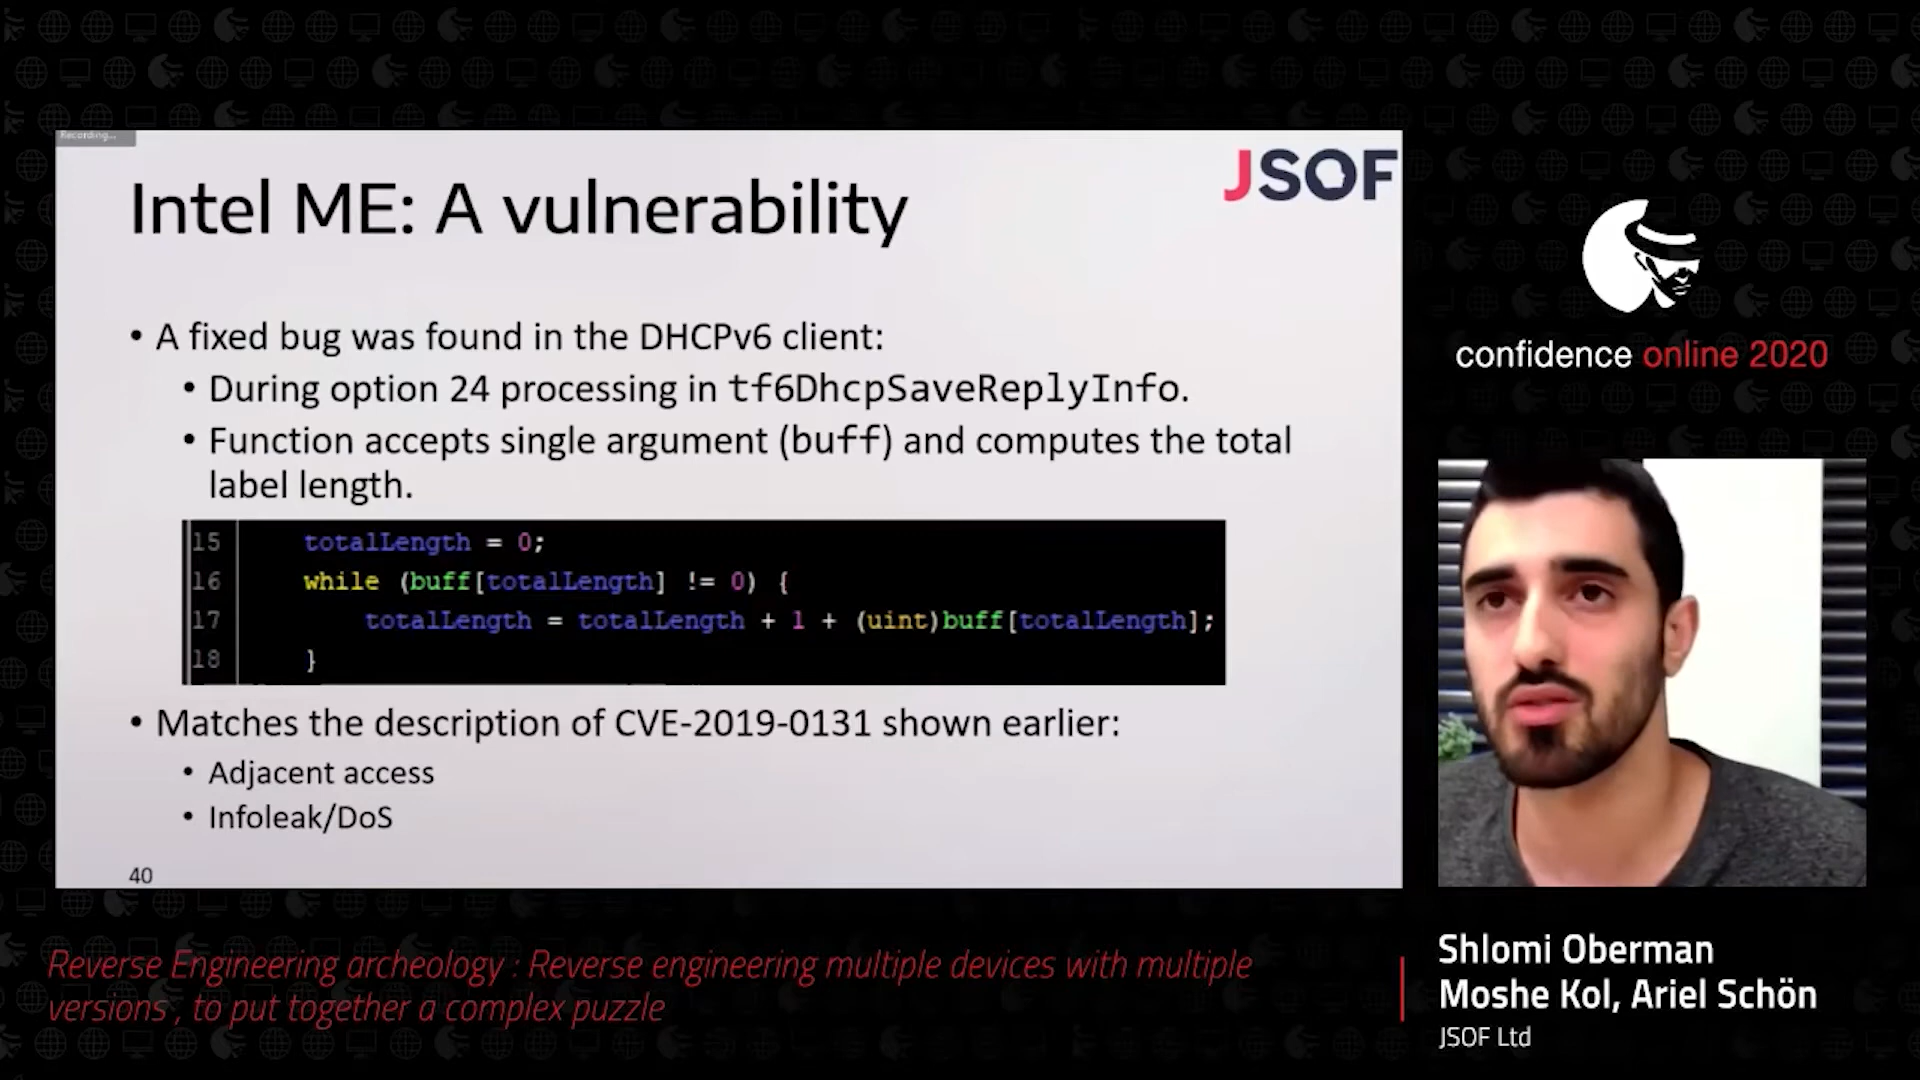 Recording...
JSOF
Intel ME: A vulnerability
• A fixed bug was found in the DHCPv6 client:
• During option 24 processing in tf6DhcpSaveReplyInfo.
• Function accepts single argument (buff) and computes the total
label length.
15 totalLength = 0;
16 while (buff[totalLength] != 0) {
17 totalLength = totalLength + 1 + (uint)buff[totalLength];
18 }
• Matches the description of CVE-2019-0131 shown earlier:
• Adjacent access
• Infoleak/DoS
40
confidence online 2020
Reverse Engineering archeology : Reverse engineering multiple devices with multiple
versions , to put together a complex puzzle
Shlomi Oberman
Moshe Kol, Ariel Schön
JSOF Ltd